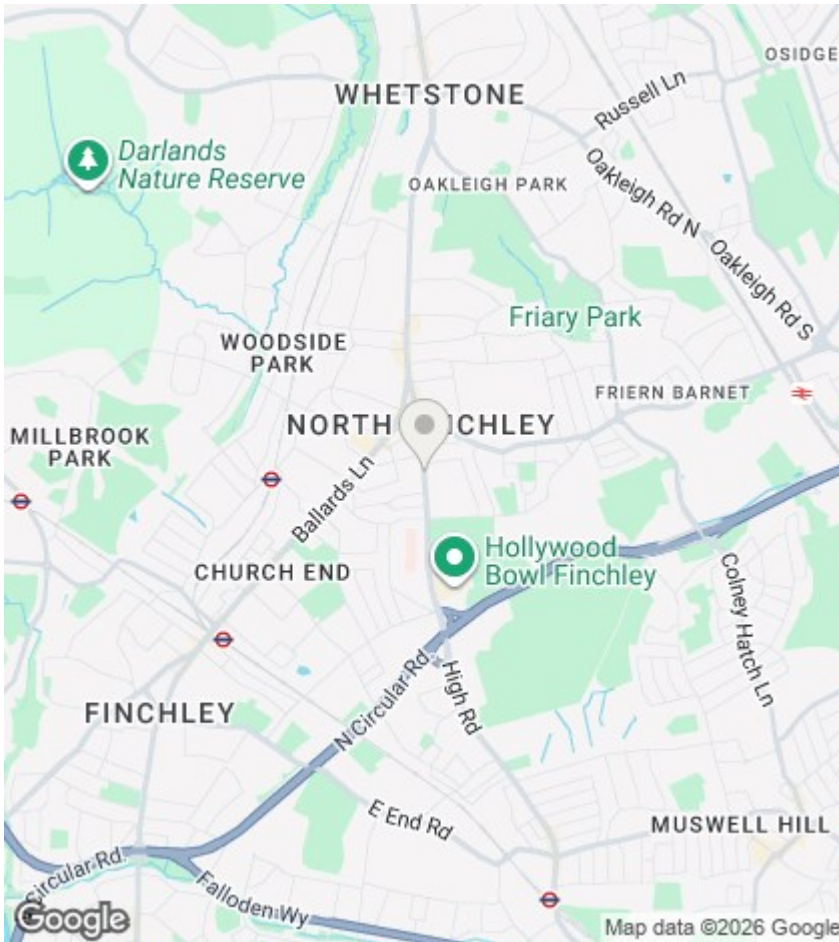 OSIDGE
WHETSTONE
Russell Ln
Darlands
Nature Reserve
OAKLEIGH PARK
Oakleigh Rd N
Oakleigh Rd S
Friary Park
WOODSIDE
PARK
FRIERN BARNET
NORTH
CHLEY
MILLBROOK
PARK
Ballards Ln
Hollywood
Bowl Finchley
CHURCH END
Colney Hatch Ln
High Rd
FINCHLEY
N Circular Rd.
E End Rd
MUSWELL HILL
Circular Rd.
Falloden Wy
Google
Map data ©2026 Google